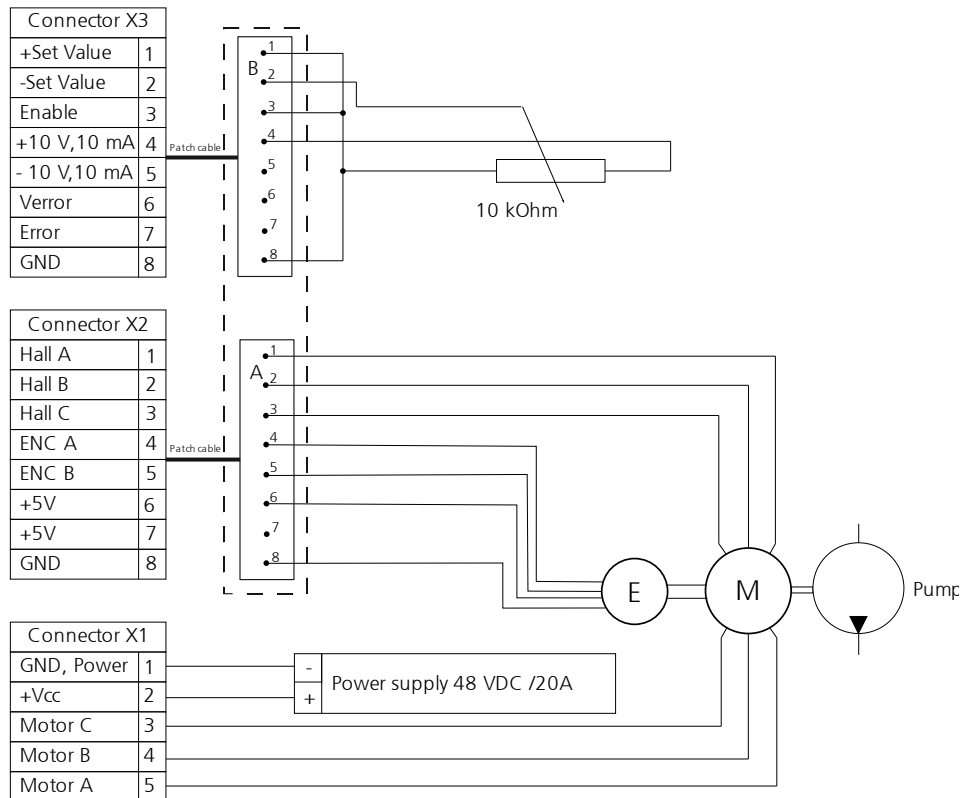 Connector X3
+Set Value 1
-Set Value 2
Enable 3
+10 V,10 mA 4
- 10 V,10 mA 5
Verror 6
Error 7
GND 8
Patch cable
B
1
2
3
4
5
6
7
8
10 kOhm
Connector X2
Hall A 1
Hall B 2
Hall C 3
ENC A 4
ENC B 5
+5V 6
+5V 7
GND 8
Patch cable
A
1
2
3
4
5
6
7
8
E
M
Pump
Connector X1
GND, Power 1
+Vcc 2
Motor C 3
Motor B 4
Motor A 5
-
+
Power supply 48 VDC /20A